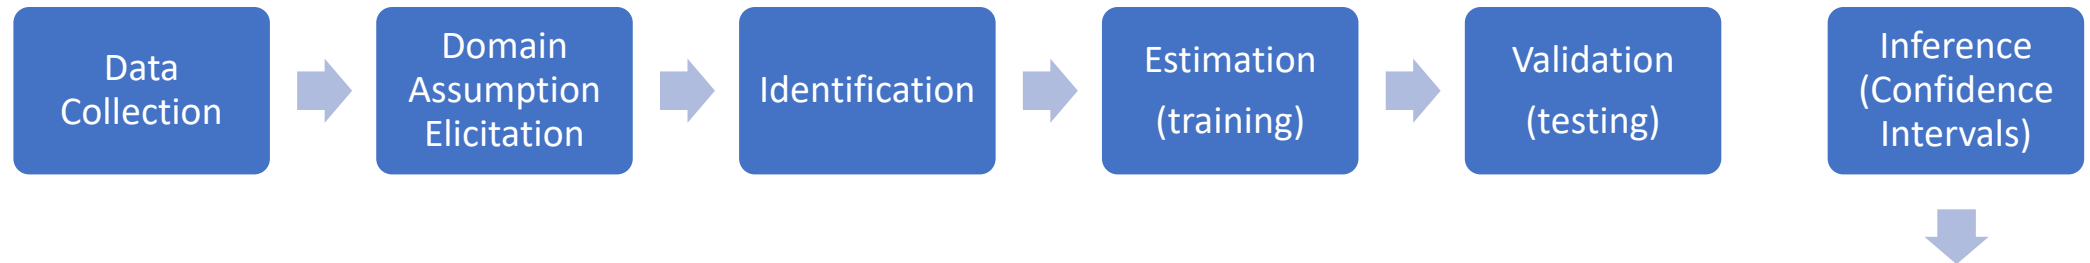 Data
Collection
Domain
Assumption
Elicitation
Identification
Estimation
(training)
Validation
(testing)
Inference
(Confidence
Intervals)